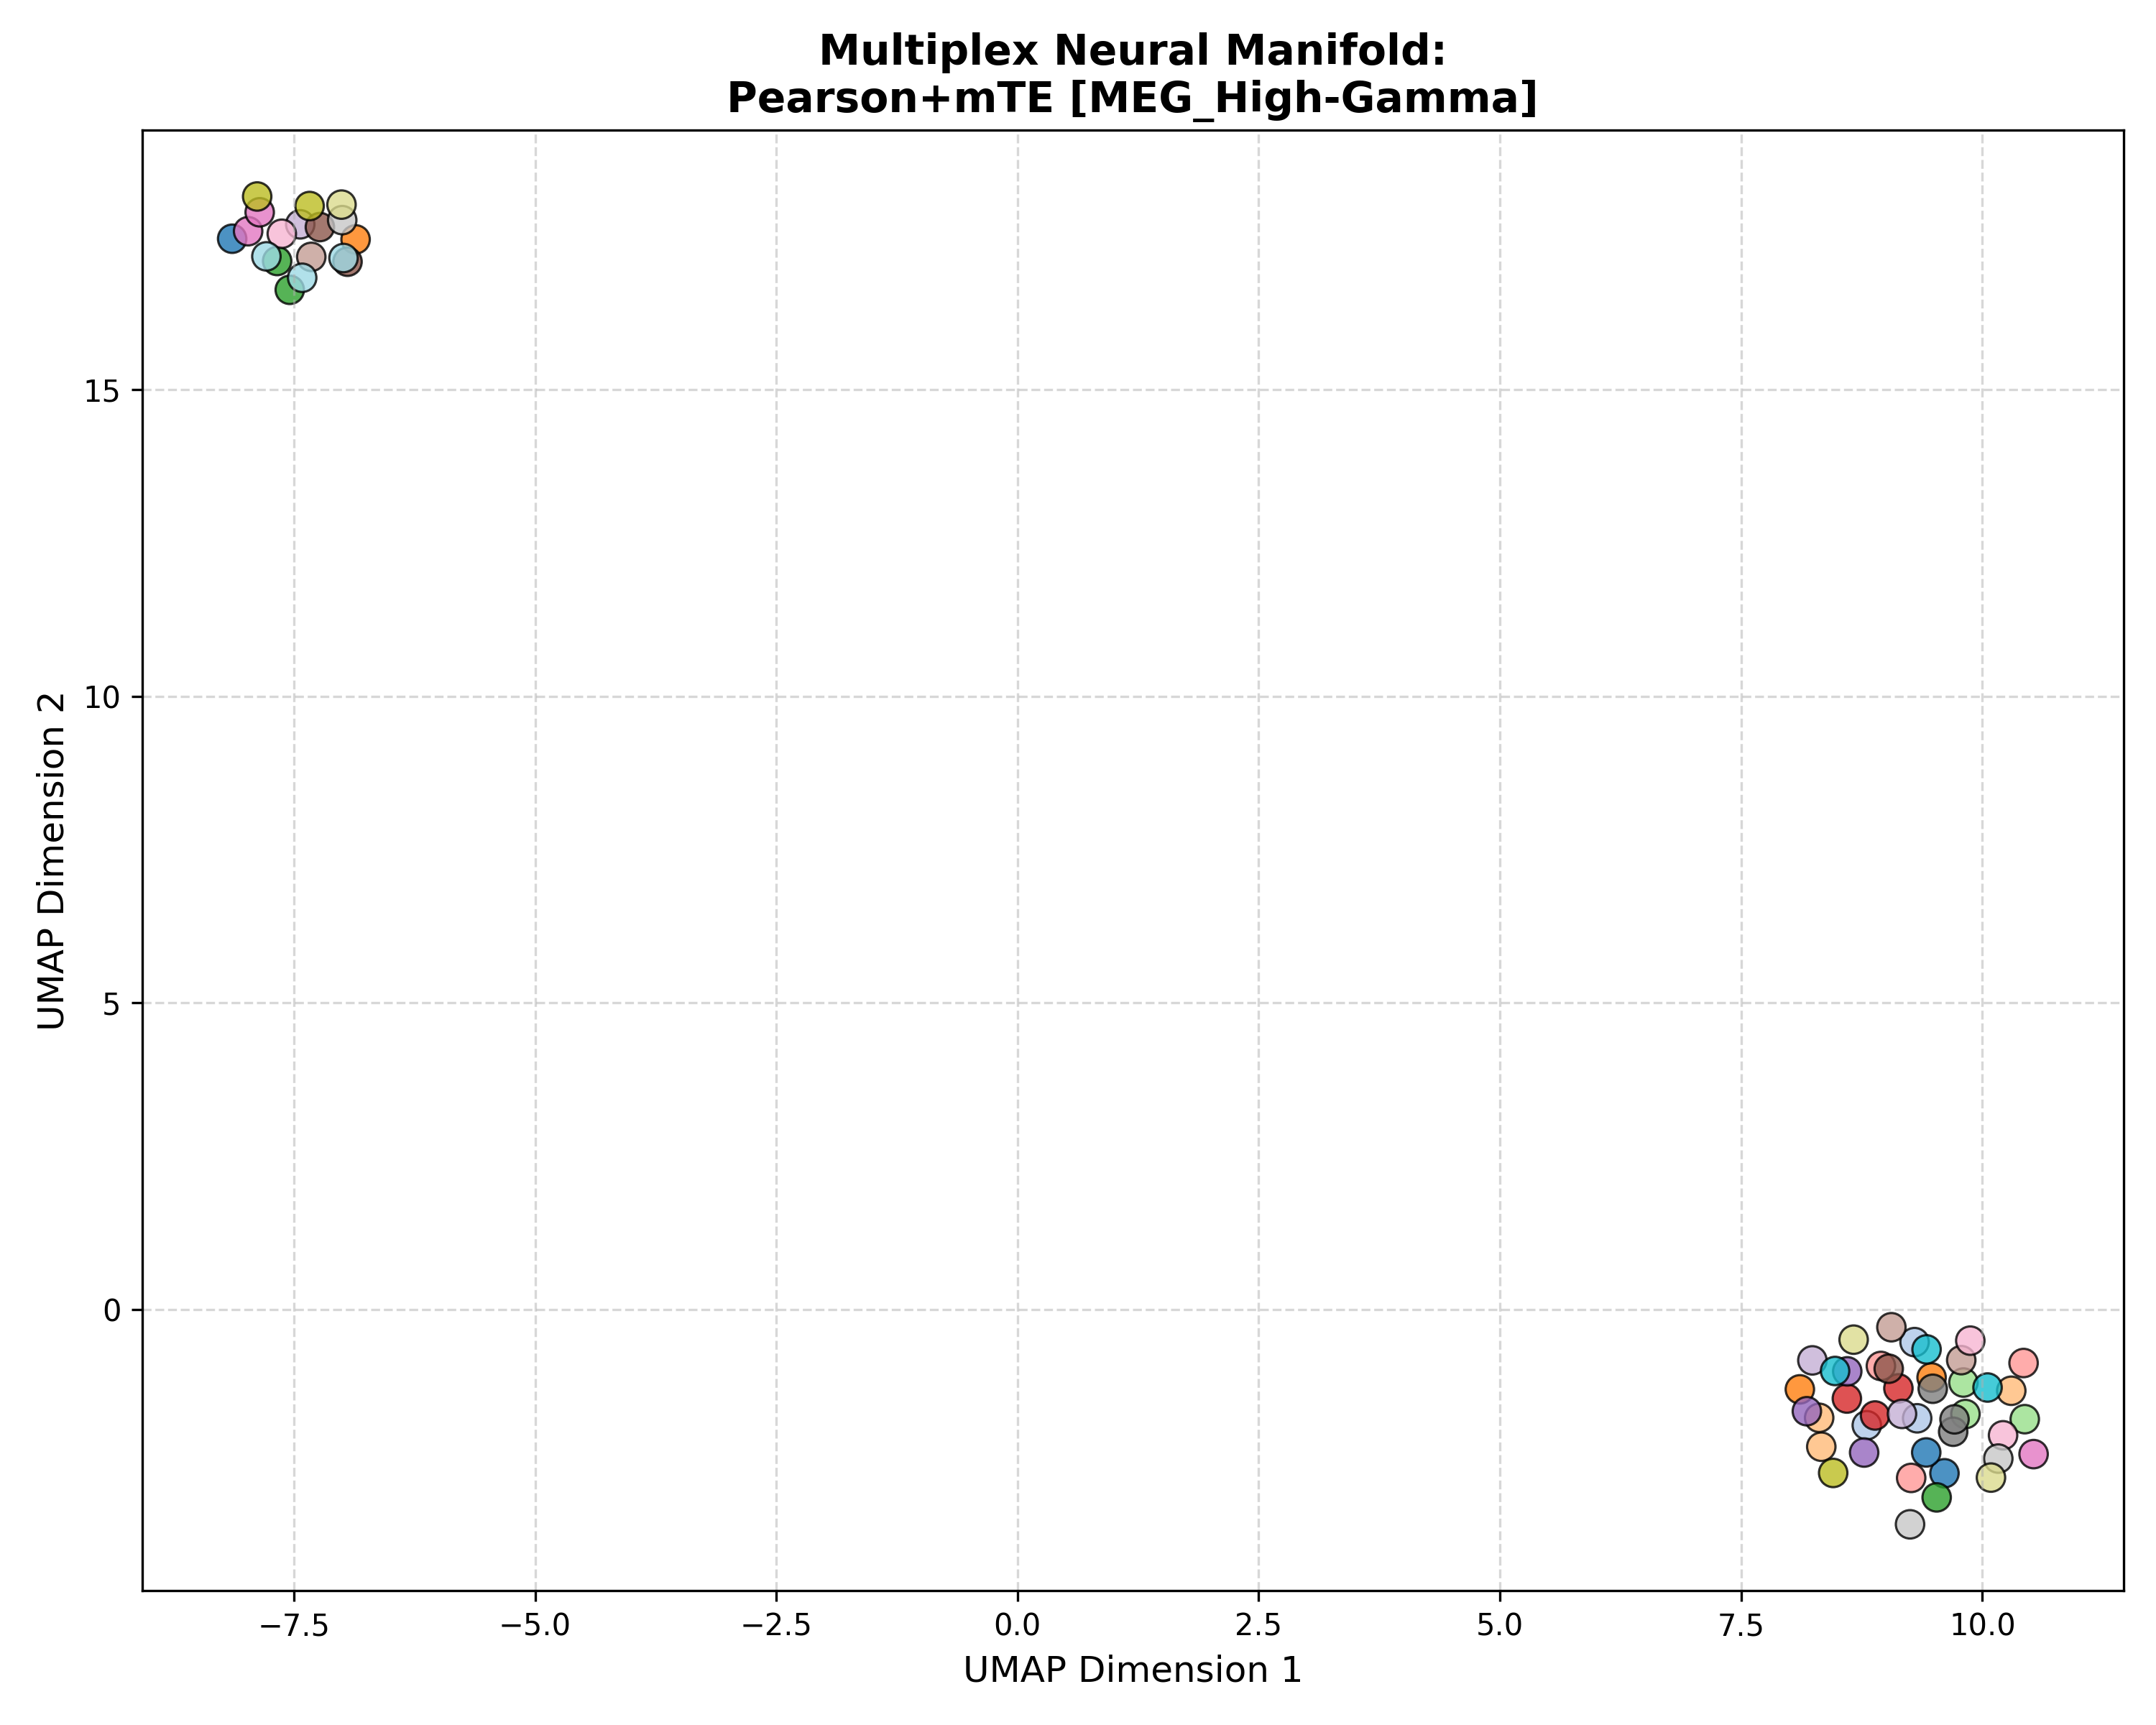 Multiplex Neural Manifold:
Pearson+mTE [MEG_High-Gamma]
15
10
5
0
UMAP Dimension 2
−7.5 −5.0 −2.5 0.0 2.5 5.0 7.5 10.0
UMAP Dimension 1